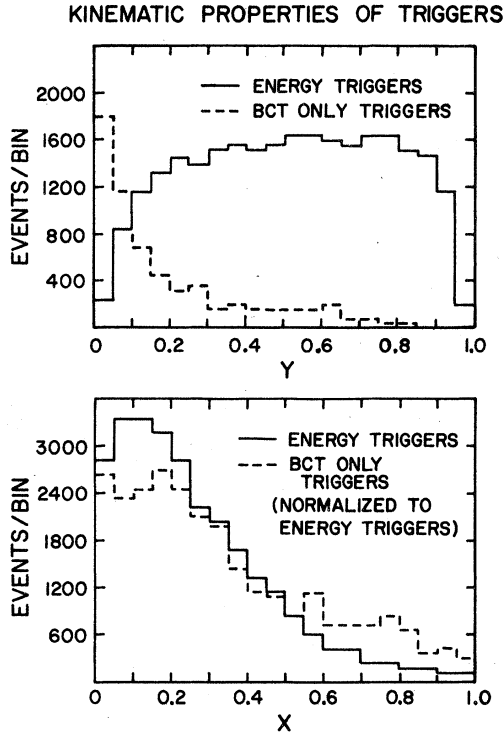 KINEMATIC PROPERTIES OF TRIGGERS
EVENTS/BIN
2000
1600
1200
800
400
ENERGY TRIGGERS
BCT ONLY TRIGGERS
0 0.2 0.4 0.6 0.8 1.0
Y
EVENTS/BIN
3000
2400
1800
1200
600
ENERGY TRIGGERS
BCT ONLY
TRIGGERS
(NORMALIZED TO
ENERGY TRIGGERS)
0 0.2 0.4 0.6 0.8 1.0
X